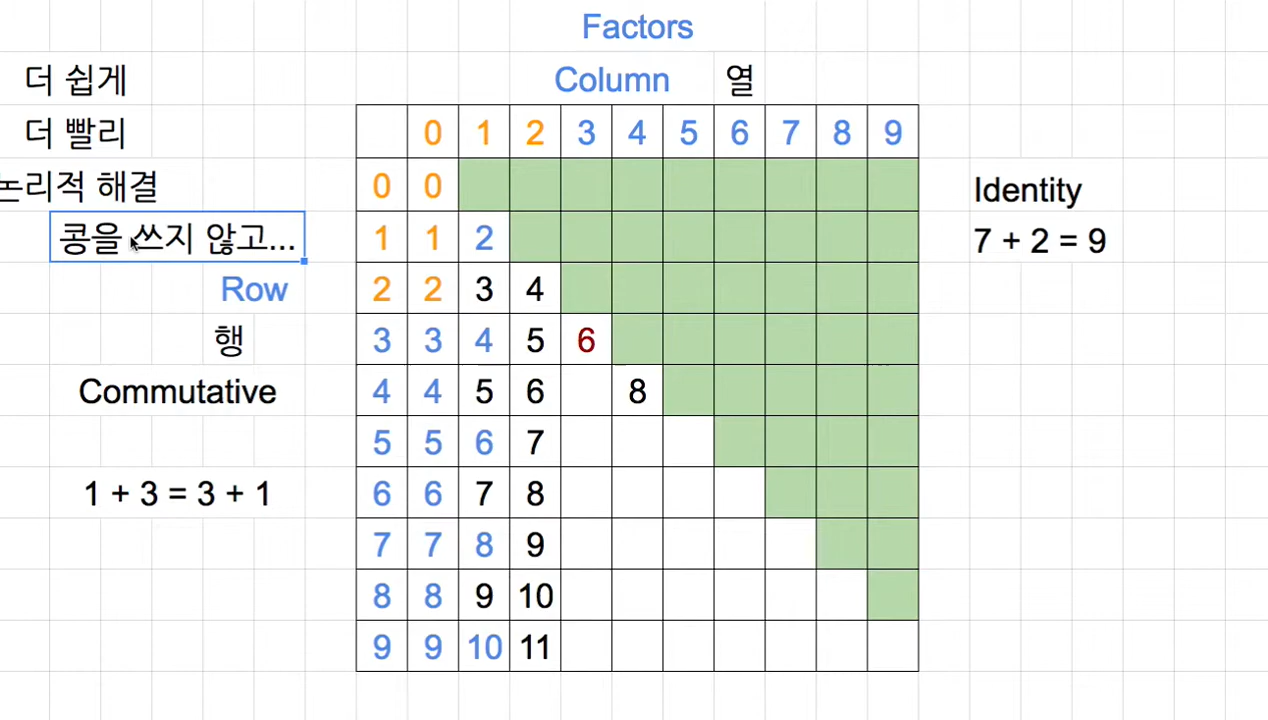 Factors
더 쉽게 Column 열
더 빨리 0 1 2 3 4 5 6 7 8 9
논리적 해결 0 0 Identity
콩을 쓰지 않고... 1 1 2 7 + 2 = 9
Row 2 2 3 4
행 3 3 4 5 6
Commutative 4 4 5 6 8
5 5 6 7
1 + 3 = 3 + 1 6 6 7 8
7 7 8 9
8 8 9 10
9 9 10 11